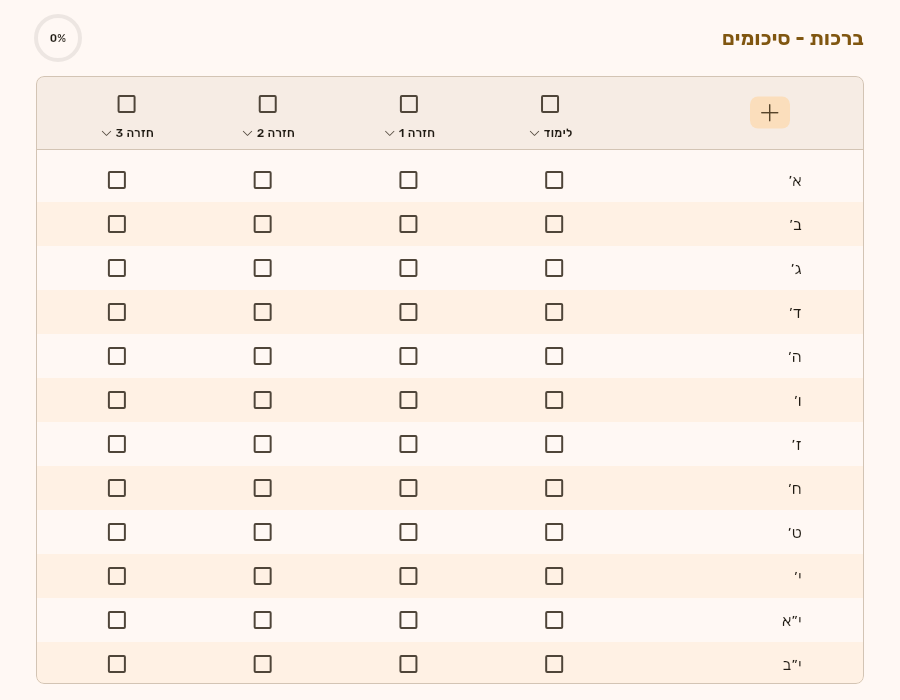 ברכות - סיכומים
0%
לימוד
חזרה 1
חזרה 2
חזרה 3
א׳
ב׳
ג׳
ד׳
ה׳
ו׳
ז׳
ח׳
ט׳
י׳
י״א
י״ב